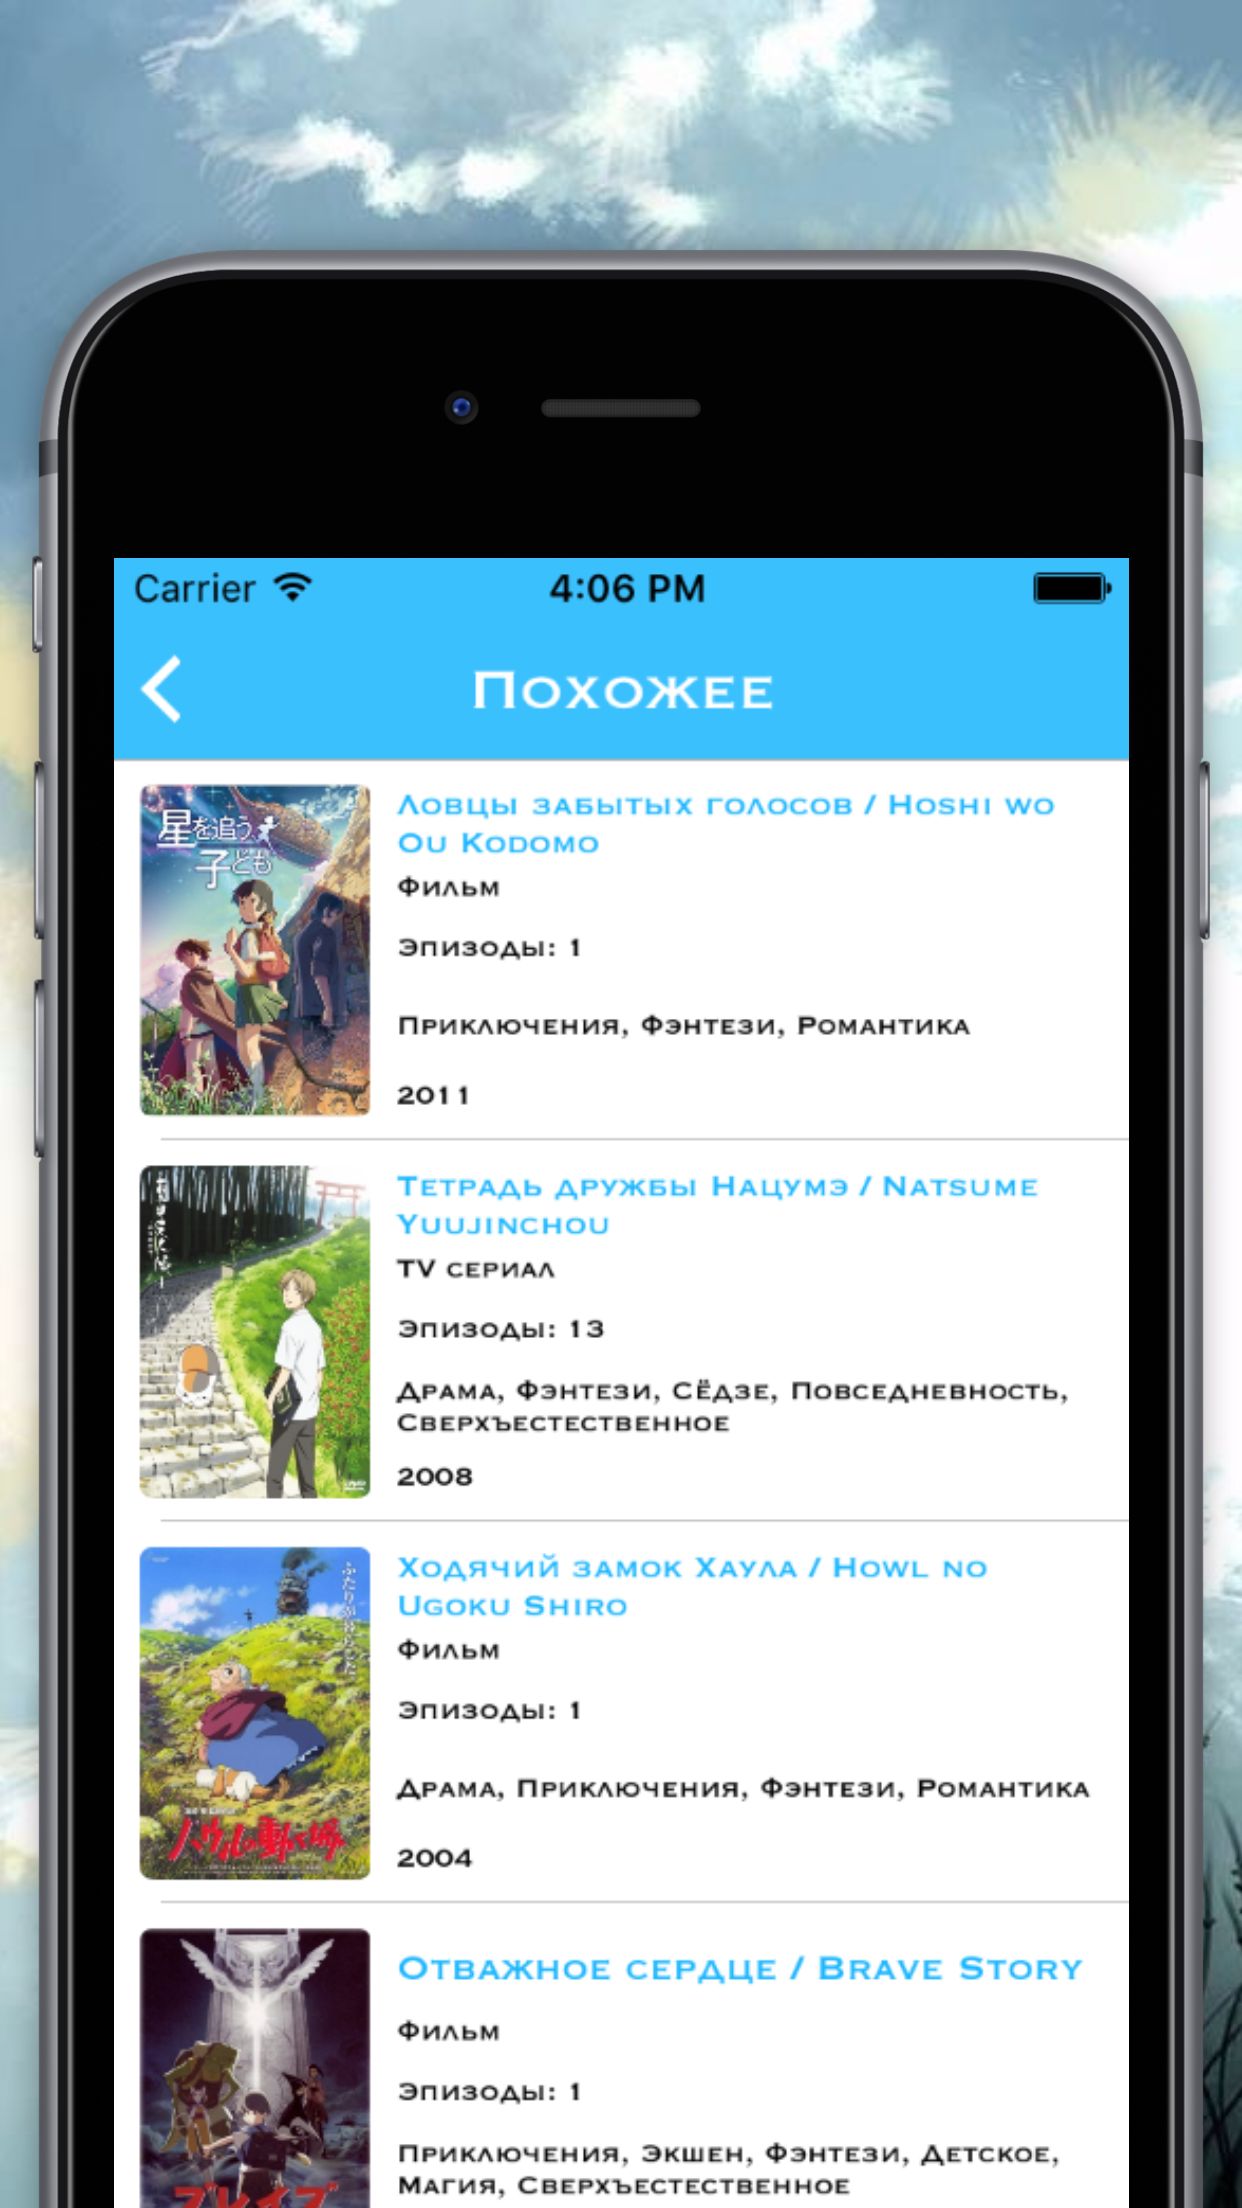 Carrier 4:06 PM
Похожее
星を追う
子ども
Ловцы забытых голосов / Hoshi wo
Ou Kodomo
Фильм
Эпизоды: 1
Приключения, Фэнтези, Романтика
2011
Тетрадь дружбы Нацумэ / Natsume
Yuujinchou
TV сериал
Эпизоды: 13
Драма, Фэнтези, Сёдзе, Повседневность,
Сверхъестественное
2008
ハウルの動く城
Ходячий замок Хаула / Howl no
Ugoku Shiro
Фильм
Эпизоды: 1
Драма, Приключения, Фэнтези, Романтика
2004
Отважное сердце / Brave Story
Фильм
Эпизоды: 1
Приключения, Экшен, Фэнтези, Детское,
Магия, Сверхъестественное